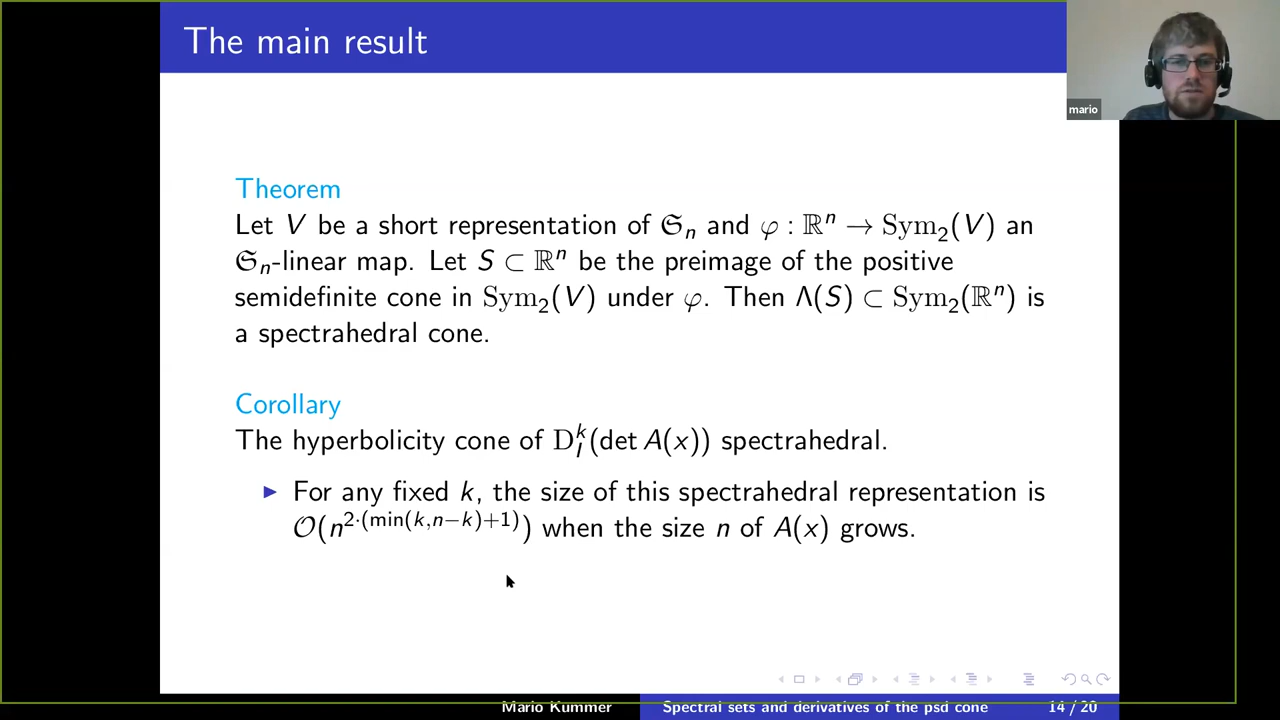 The main result
mario
Theorem
Let V be a short representation of 𝔖ₙ and φ : ℝⁿ → Sym₂(V) an
𝔖ₙ-linear map. Let S ⊂ ℝⁿ be the preimage of the positive
semidefinite cone in Sym₂(V) under φ. Then Λ(S) ⊂ Sym₂(ℝⁿ) is
a spectrahedral cone.
Corollary
The hyperbolicity cone of D_I^k(det A(x)) spectrahedral.
▶ For any fixed k, the size of this spectrahedral representation is
𝒪(n^{2·(min(k,n−k)+1)}) when the size n of A(x) grows.
Mario Kummer Spectral sets and derivatives of the psd cone 14 / 20